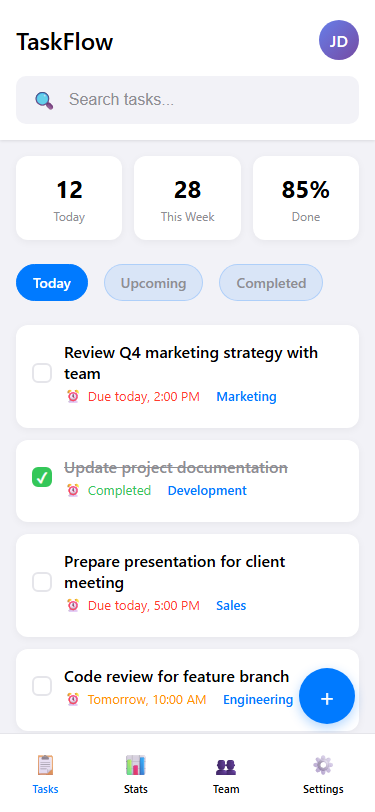 TaskFlow
JD
Search tasks...
12
Today
28
This Week
85%
Done
Today
Upcoming
Completed
Review Q4 marketing strategy with
team
Due today, 2:00 PM Marketing
Update project documentation
Completed Development
Prepare presentation for client
meeting
Due today, 5:00 PM Sales
Code review for feature branch
Tomorrow, 10:00 AM Engineering
+
Tasks
Stats
Team
Settings